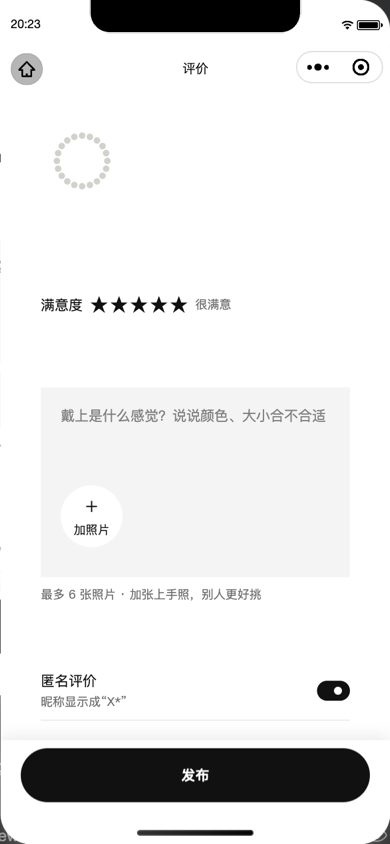 20:23
评价
满意度 ★★★★★ 很满意
戴上是什么感觉？说说颜色、大小合不合适
加照片
最多 6 张照片 · 加张上手照，别人更好挑
匿名评价
昵称显示成“X*”
发布